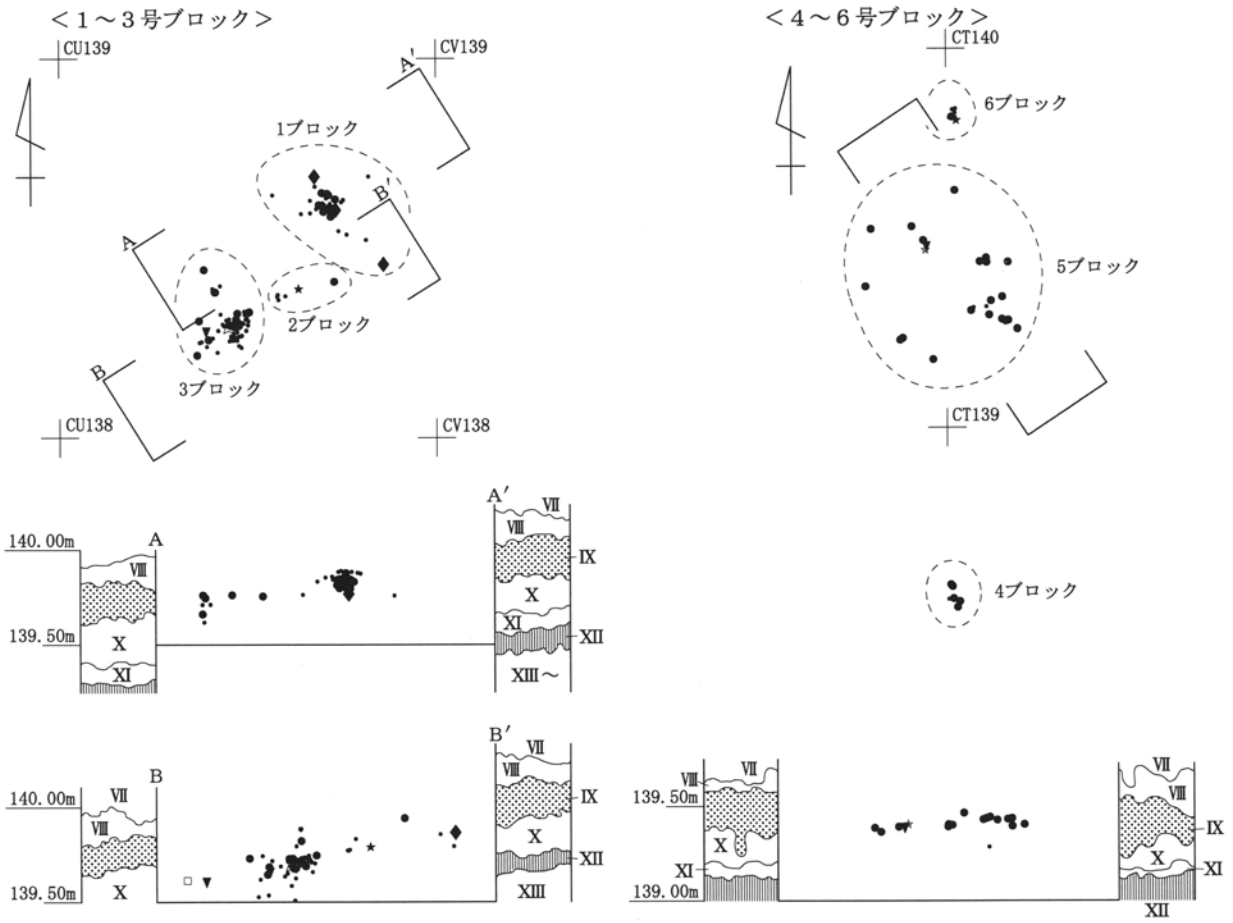 <1～3号ブロック>
CU139
CV139
A'
1ブロック
B'
A
2ブロック
3ブロック
B
CU138
CV138
<4～6号ブロック>
CT140
6ブロック
5ブロック
CT139
4ブロック
A
A'
140.00m
139.50m
Ⅷ
Ⅹ
Ⅺ
Ⅶ
Ⅷ
Ⅸ
Ⅹ
Ⅺ
Ⅻ
XIII～
B
B'
140.00m
139.50m
Ⅶ
Ⅷ
Ⅹ
Ⅶ
Ⅷ
Ⅸ
Ⅹ
Ⅻ
XIII
139.50m
139.00m
Ⅶ
Ⅷ
Ⅹ
Ⅺ
Ⅶ
Ⅷ
Ⅸ
Ⅹ
Ⅺ
Ⅻ